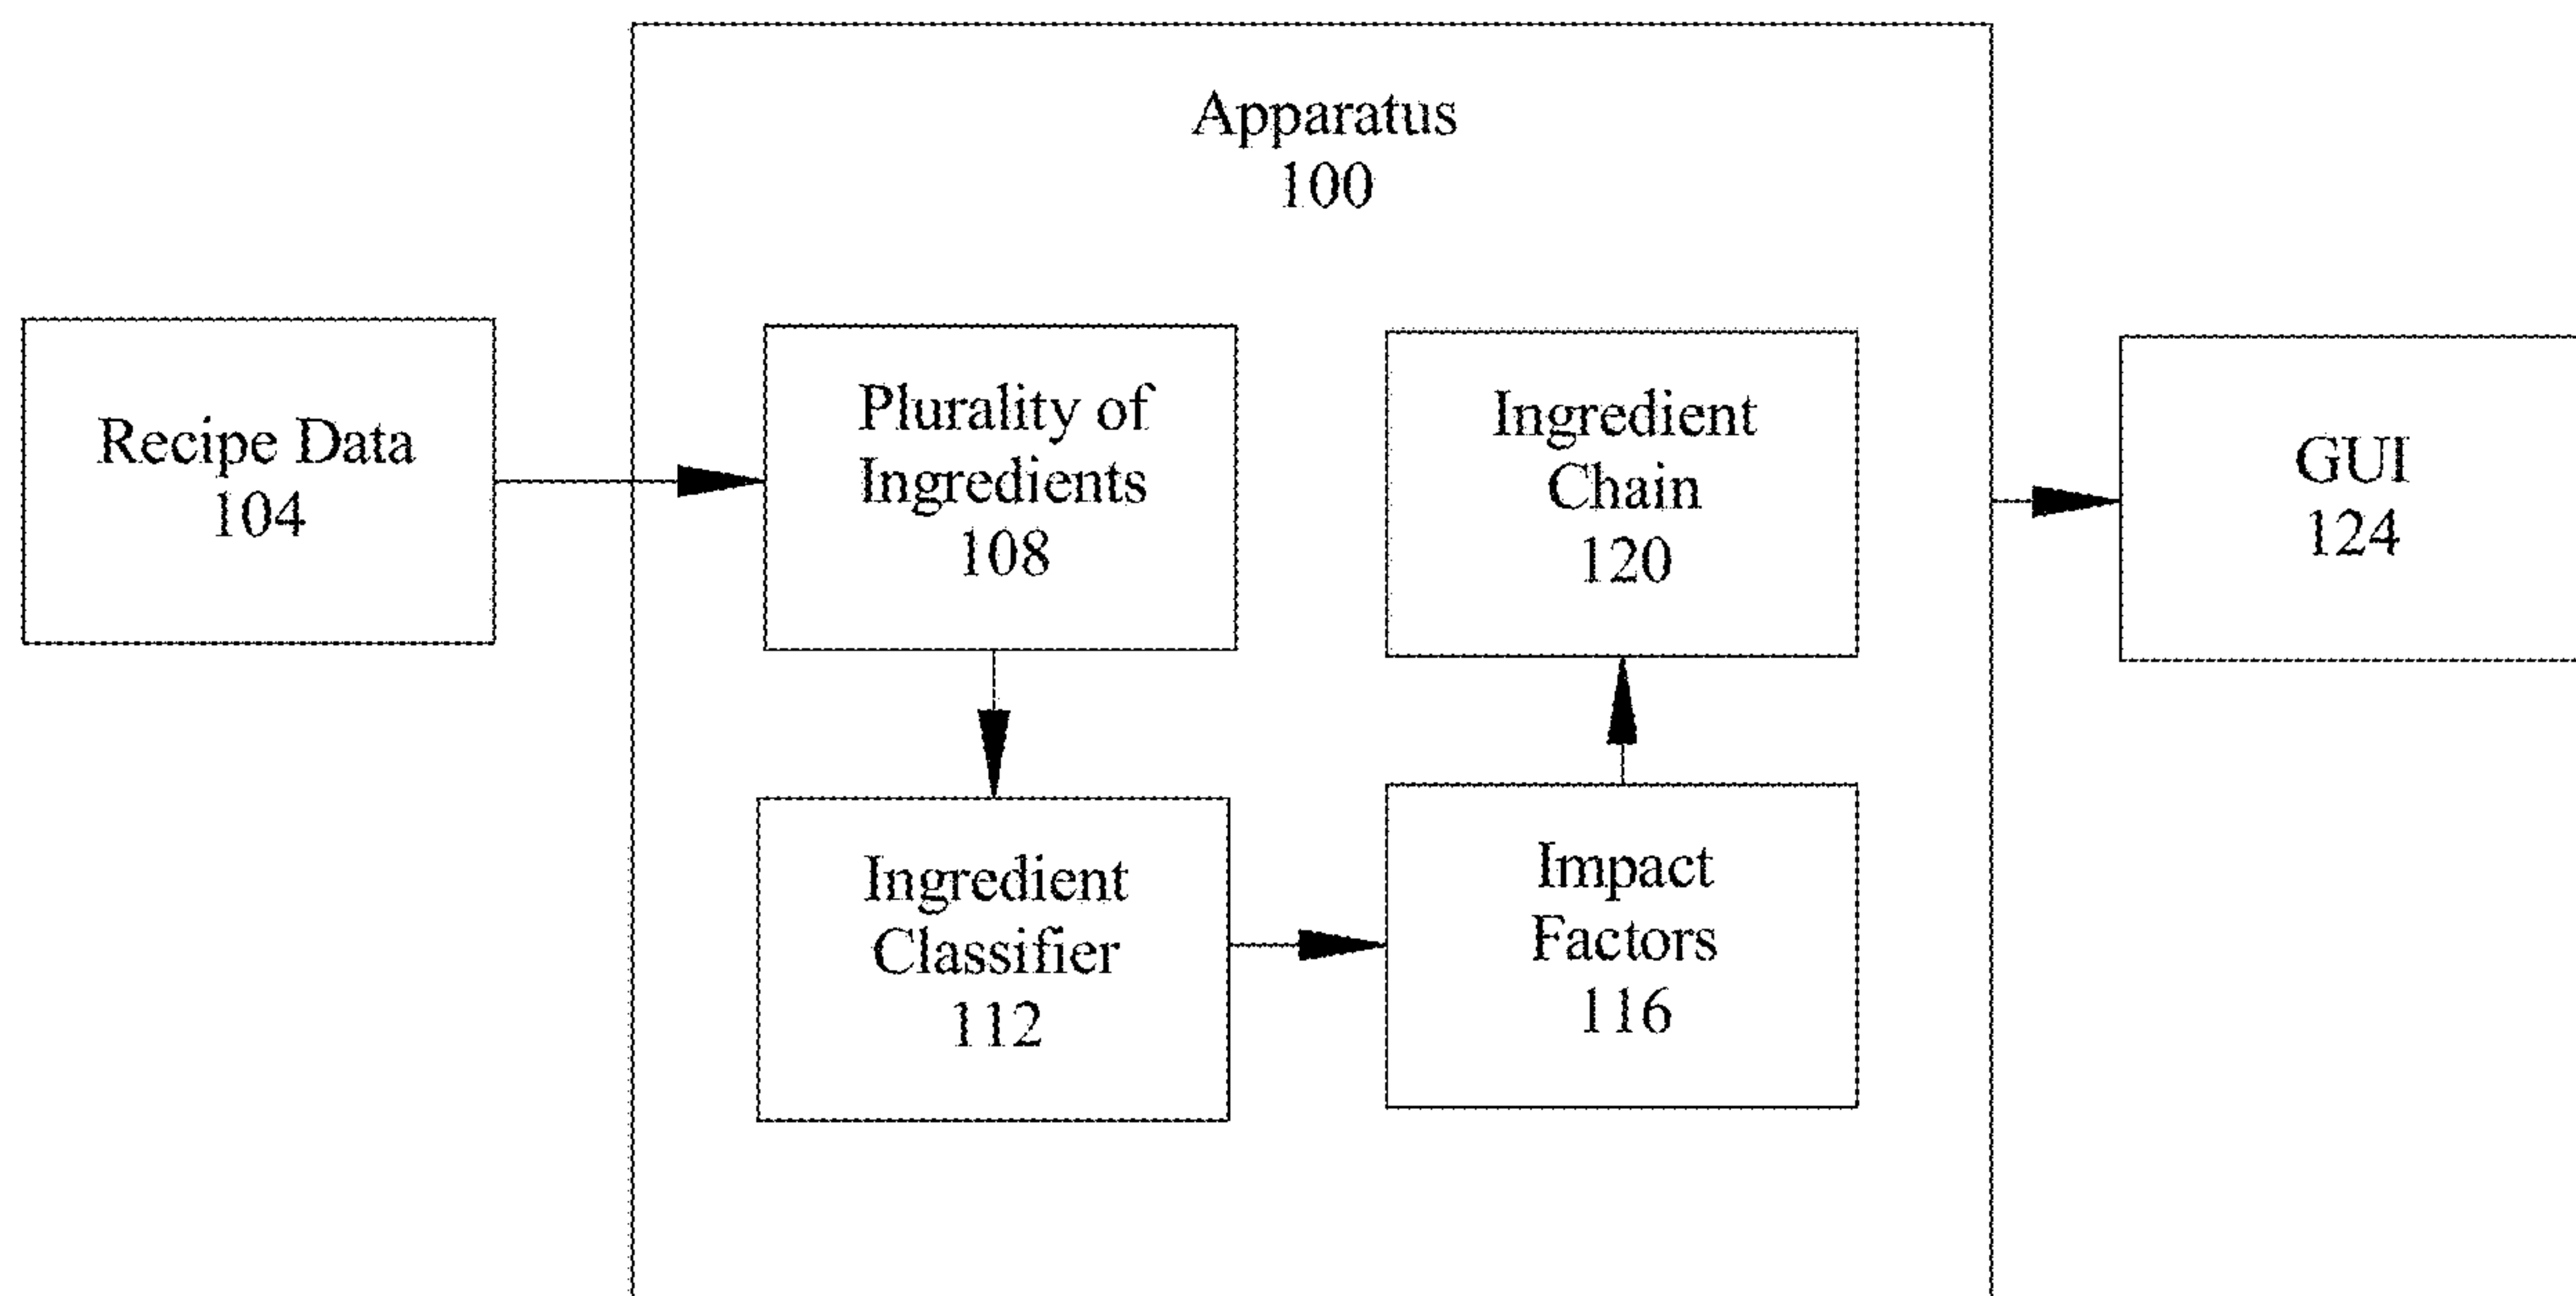 Apparatus
100
Recipe Data
104
Plurality of
Ingredients
108
Ingredient
Chain
120
GUI
124
Ingredient
Classifier
112
Impact
Factors
116